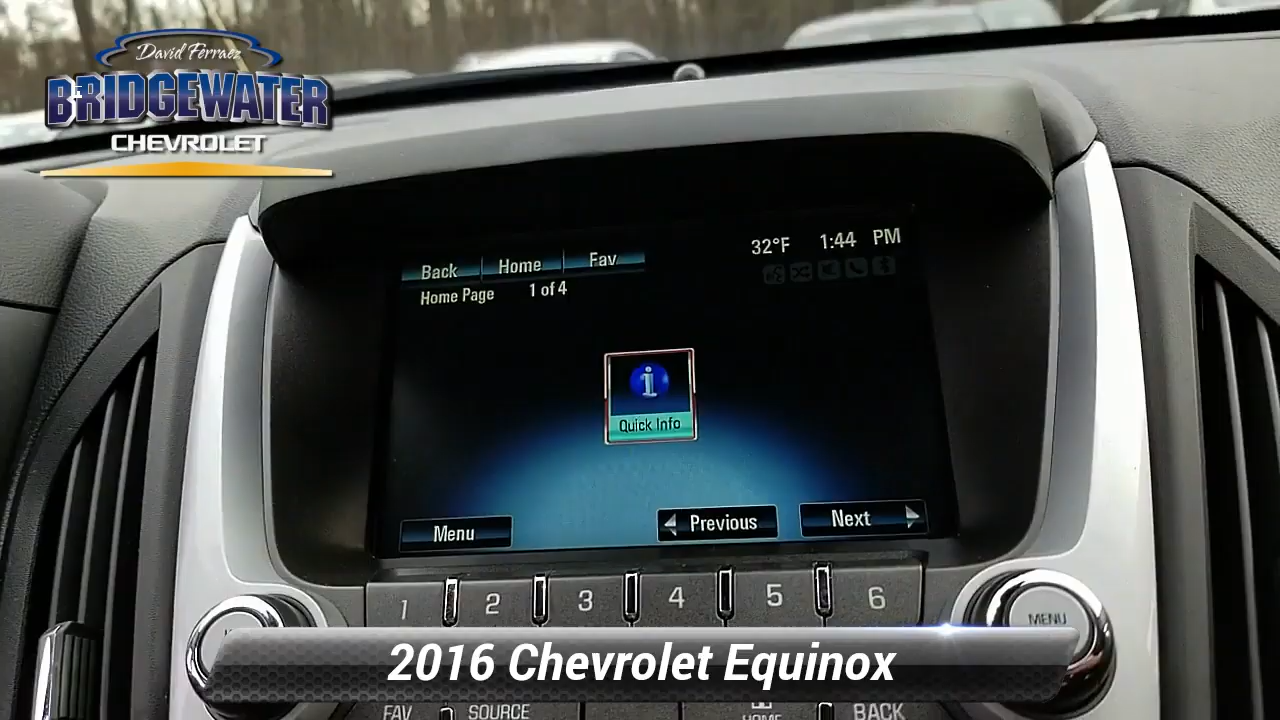 David Ferraez
BRIDGEWATER
CHEVROLET
32°F 1:44 PM
Back Home Fav
Home Page 1 of 4
i
Quick Info
Menu Previous Next
1 2 3 4 5 6
MENU
2016 Chevrolet Equinox
FAV SOURCE HOME BACK